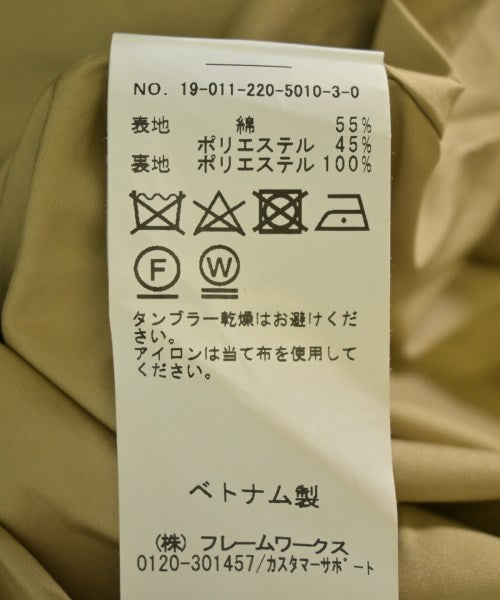 NO. 19-011-220-5010-3-0
表地 綿 55%
ポリエステル 45%
裏地 ポリエステル 100%
F W
タンブラー乾燥はお避けくだ
さい。
アイロンは当て布を使用して
ください。
ベトナム製
(株) フレームワークス
0120-301457/カスタマーサポート